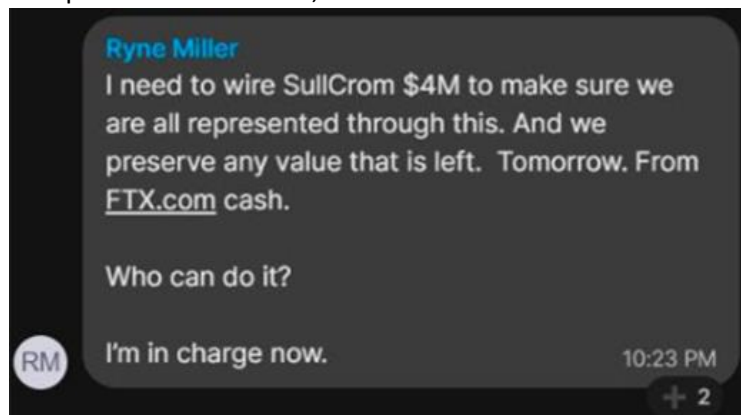 Ryne Miller
I need to wire SullCrom $4M to make sure we
are all represented through this. And we
preserve any value that is left. Tomorrow. From
FTX.com cash.
Who can do it?
I'm in charge now.
10:23 PM
RM
+ 2